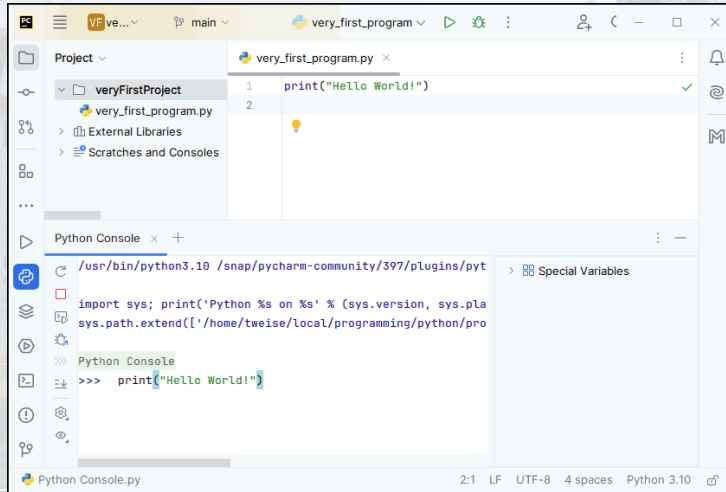 PC
VF ve...
main
very_first_program
Project
very_first_program.py
veryFirstProject
1 print("Hello World!")
very_first_program.py
2
External Libraries
Scratches and Consoles
Python Console
/usr/bin/python3.10 /snap/pycharm-community/397/plugins/pyt
Special Variables
import sys; print('Python %s on %s' % (sys.version, sys.pla
sys.path.extend(['/home/tweise/local/programming/python/pro
Python Console
>>> print("Hello World!")
Python Console.py
2:1 LF UTF-8 4 spaces Python 3.10